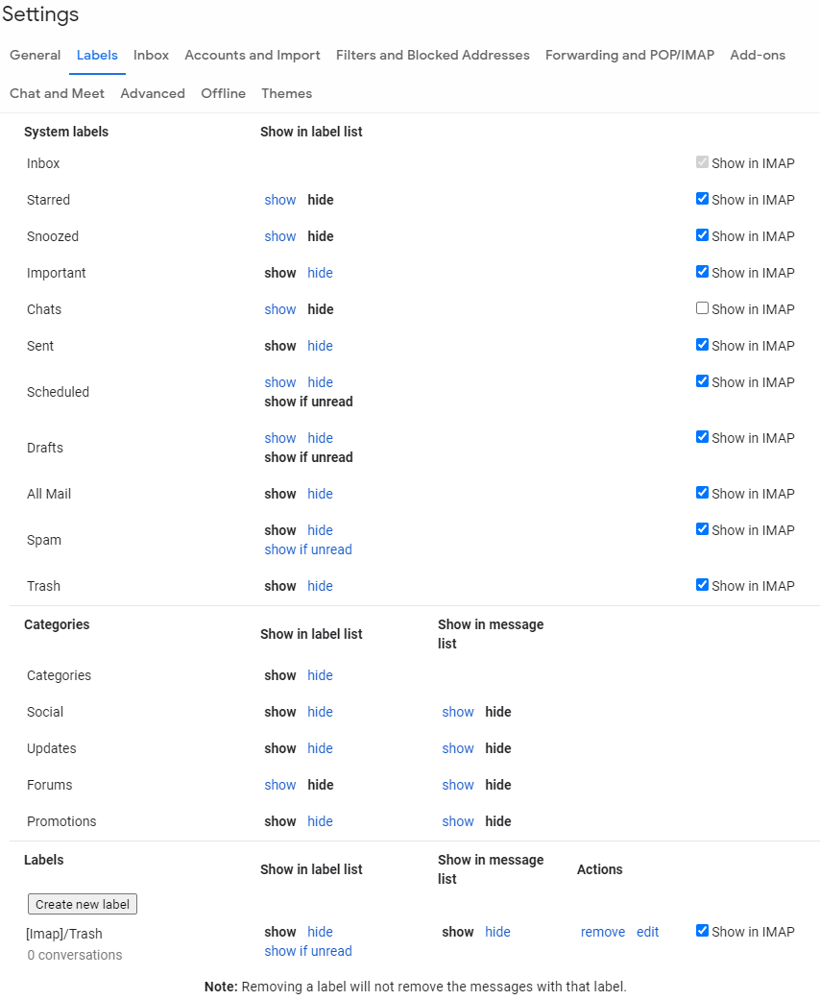 Settings
General Labels Inbox Accounts and Import Filters and Blocked Addresses Forwarding and POP/IMAP Add-ons
Chat and Meet Advanced Offline Themes
System labels Show in label list
Inbox Show in IMAP
Starred show hide Show in IMAP
Snoozed show hide Show in IMAP
Important show hide Show in IMAP
Chats show hide Show in IMAP
Sent show hide Show in IMAP
Scheduled show hide Show in IMAP
show if unread
Drafts show hide Show in IMAP
show if unread
All Mail show hide Show in IMAP
Spam show hide Show in IMAP
show if unread
Trash show hide Show in IMAP
Categories Show in label list Show in message
list
Categories show hide
Social show hide show hide
Updates show hide show hide
Forums show hide show hide
Promotions show hide show hide
Labels Show in label list Show in message Actions
list
Create new label
[Imap]/Trash show hide show hide remove edit Show in IMAP
0 conversations show if unread
Note: Removing a label will not remove the messages with that label.